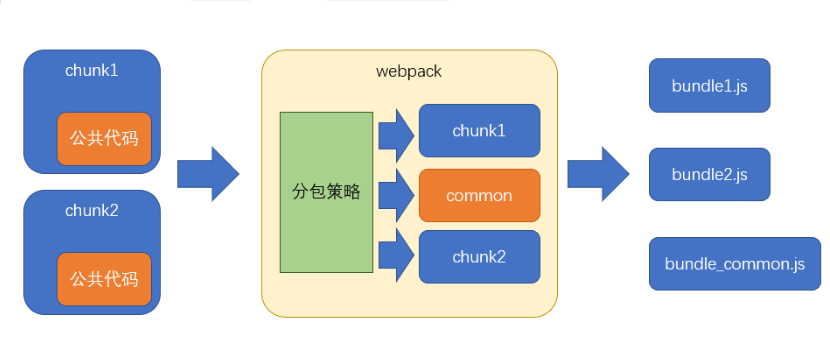 chunk1
公共代码
chunk2
公共代码
webpack
分包策略
chunk1
common
chunk2
bundle1.js
bundle2.js
bundle_common.js